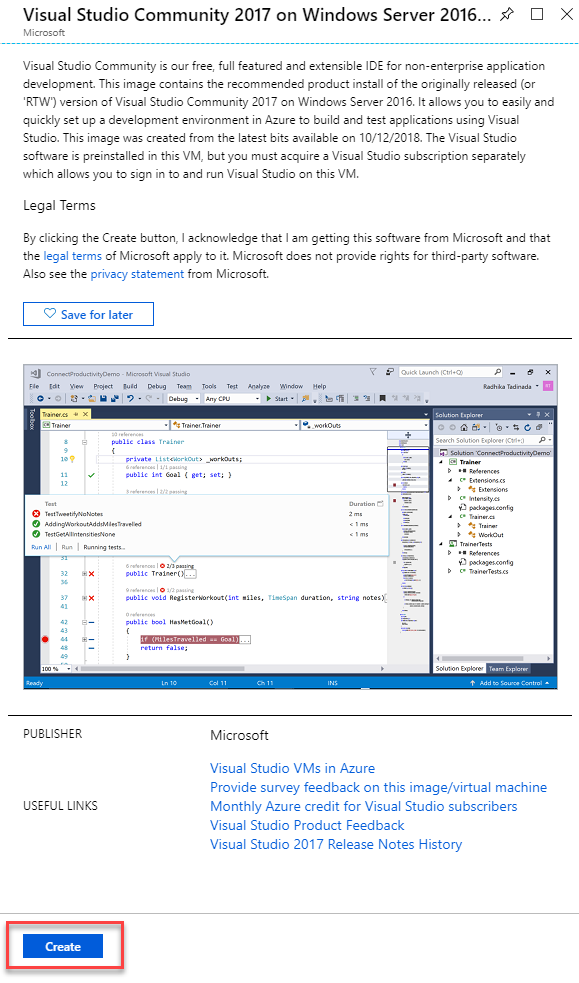 Visual Studio Community 2017 on Windows Server 2016...
Microsoft
Visual Studio Community is our free, full featured and extensible IDE for non-enterprise application
development. This image contains the recommended product install of the originally released (or
'RTW') version of Visual Studio Community 2017 on Windows Server 2016. It allows you to easily and
quickly set up a development environment in Azure to build and test applications using Visual
Studio. This image was created from the latest bits available on 10/12/2018. The Visual Studio
software is preinstalled in this VM, but you must acquire a Visual Studio subscription separately
which allows you to sign in to and run Visual Studio on this VM.
Legal Terms
By clicking the Create button, I acknowledge that I am getting this software from Microsoft and that
the legal terms of Microsoft apply to it. Microsoft does not provide rights for third-party software.
Also see the privacy statement from Microsoft.
Save for later
ConnectProductivityDemo - Microsoft Visual Studio
Quick Launch (Ctrl+Q)
File Edit View Project Build Debug Team Tools Test Analyze Window Help
Radhika Tadinada
Debug Any CPU Start
Toolbox
Trainer.cs
Trainer Trainer.Trainer _workOuts
10 references
8 public class Trainer
9 {
10 private List<WorkOut> _workOuts;
6 references | 1/1 passing
11 public int Goal { get; set; }
12
3 references | 2/2 passing
Test Duration
TestTweetifyNoNotes 2 ms
AddingWorkoutAddsMilesTravelled < 1 ms
TestGetAllIntensitiesNone < 1 ms
Run All | Run | Running tests...
31
6 references | 2/3 passing
32 public Trainer()...
36
9 references | 1/2 passing
37 public void RegisterWorkout(int miles, TimeSpan duration, string notes)
41
0 references
42 public bool HasMetGoal()
43 {
44 if (MilesTravelled == Goal)...
48 return false;
49 }
100 %
Solution Explorer
Search Solution Explorer (Ctrl+;)
Solution 'ConnectProductivityDemo'
Trainer
References
Extensions.cs
Extensions
Intensity.cs
packages.config
Trainer.cs
Trainer
WorkOut
TrainerTests
References
packages.config
TrainerTests.cs
Solution Explorer Team Explorer
Ready Ln 10 Col 11 Ch 11 INS Add to Source Control
PUBLISHER Microsoft
Visual Studio VMs in Azure
Provide survey feedback on this image/virtual machine
USEFUL LINKS Monthly Azure credit for Visual Studio subscribers
Visual Studio Product Feedback
Visual Studio 2017 Release Notes History
Create